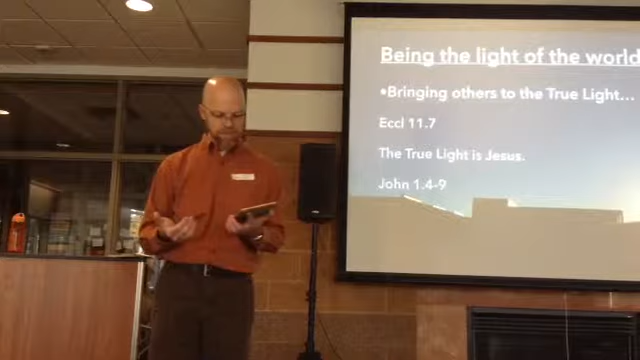 Being the light of the world
•Bringing others to the True Light...
Eccl 11.7
The True Light is Jesus.
John 1.4-9